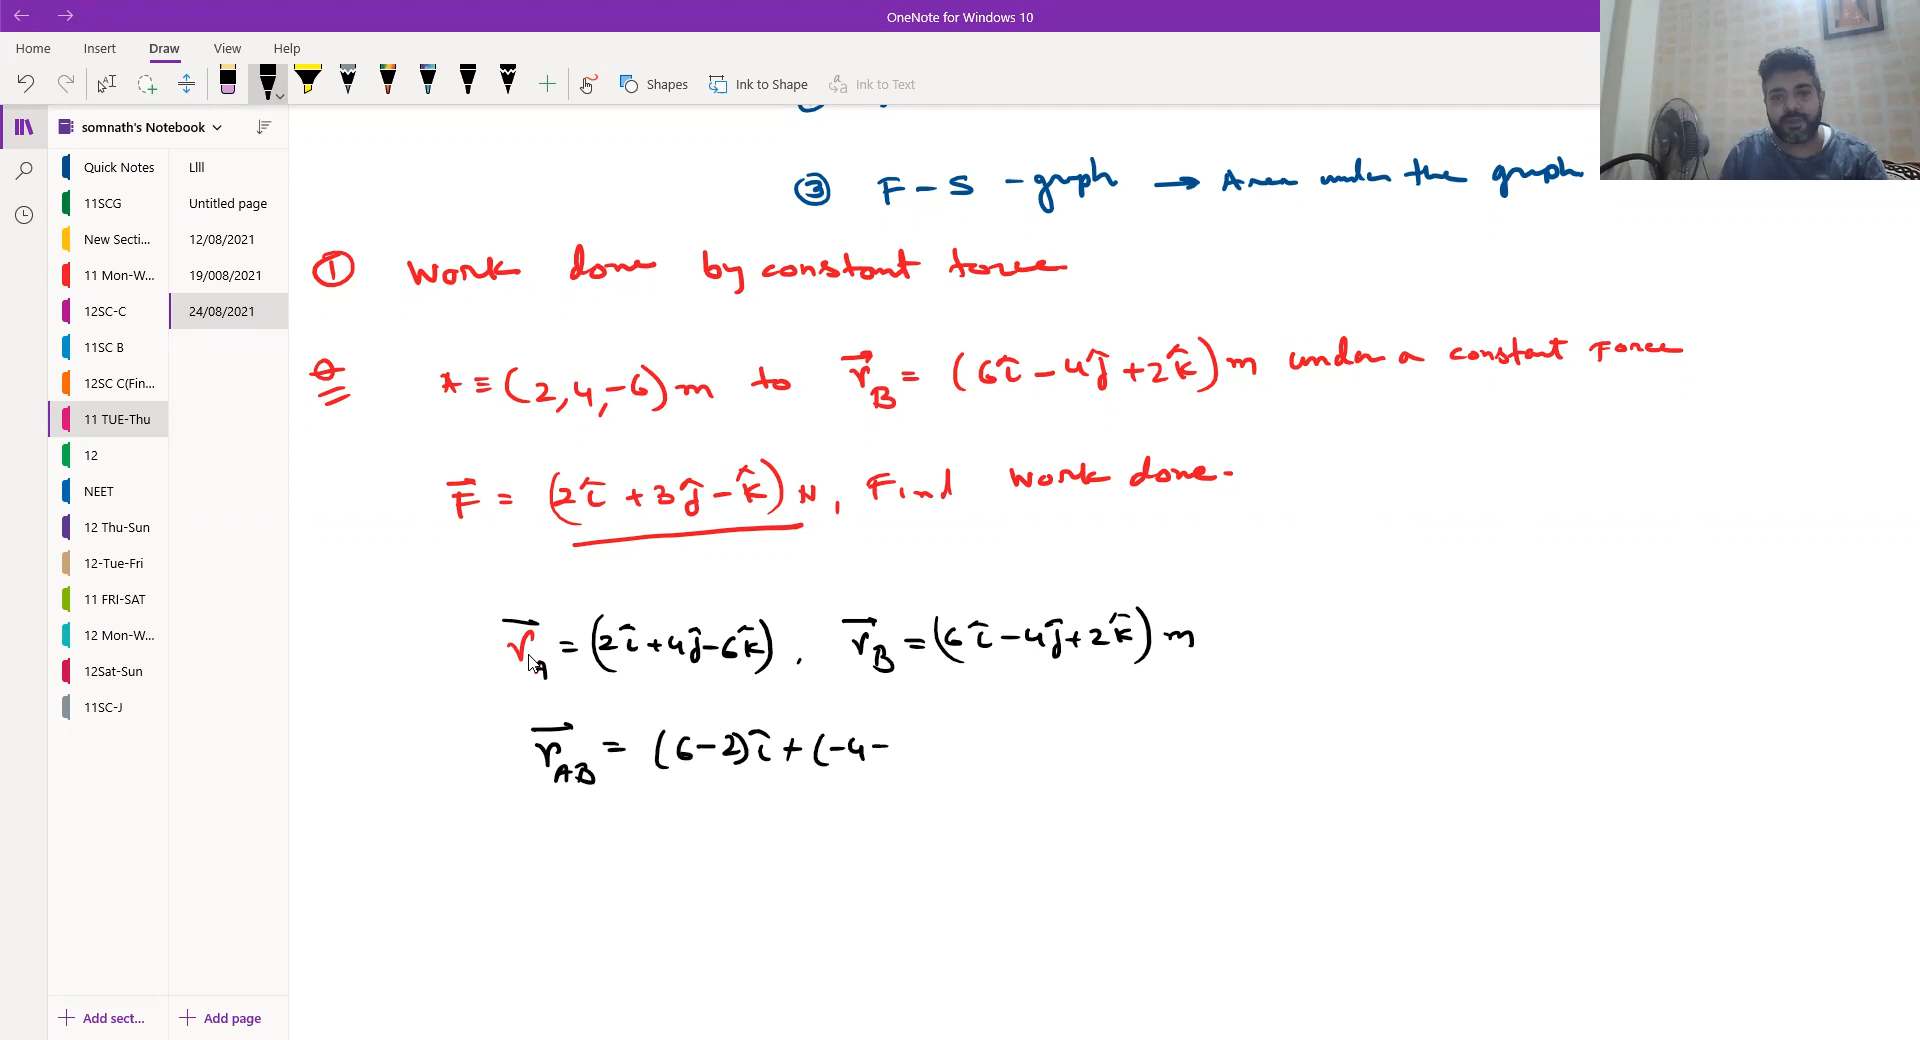 OneNote for Windows 10
Home Insert Draw View Help
Shapes Ink to Shape Ink to Text
somnath's Notebook
Quick Notes
11SCG
New Secti...
11 Mon-W...
12SC-C
11SC B
12SC C(Fin...
11 TUE-Thu
12
NEET
12 Thu-Sun
12-Tue-Fri
11 FRI-SAT
12 Mon-W...
12Sat-Sun
11SC-J
Add sect...
Llll
Untitled page
12/08/2021
19/008/2021
24/08/2021
Add page
③ F – S – graph → Area under the graph
① Work done by constant force
Q A ≡ (2, 4, –6) m to r⃗_B = (6î – 4ĵ + 2k̂) m under a constant Force
F⃗ = (2î + 3ĵ – k̂) N, Find work done.
r⃗_A = (2î + 4ĵ – 6k̂) , r⃗_B = (6î – 4ĵ + 2k̂) m
r⃗_AB = (6 – 2)î + (–4 –